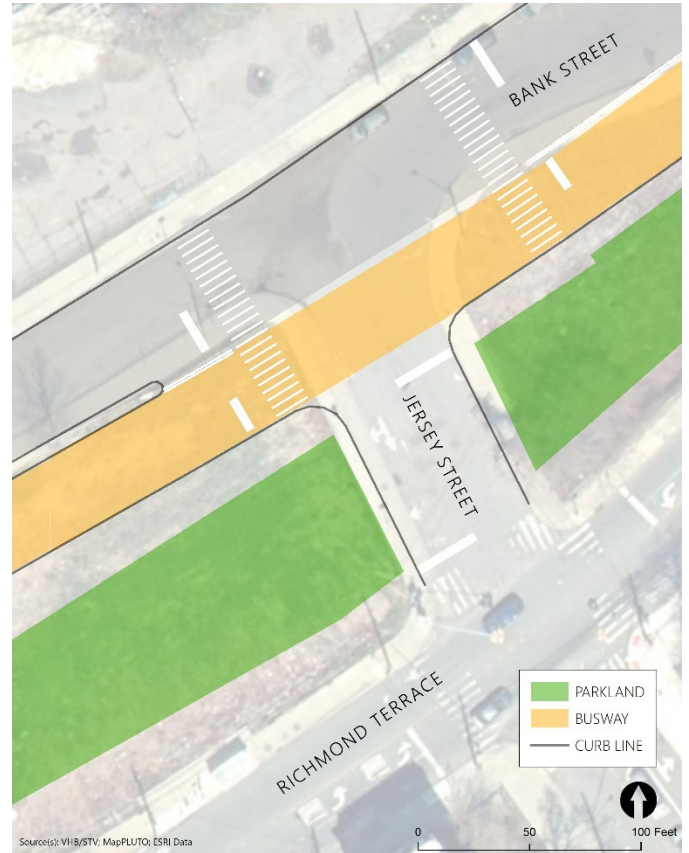 BANK STREET
JERSEY STREET
RICHMOND TERRACE
PARKLAND
BUSWAY
CURB LINE
0 50 100 Feet
Source(s): VHB/STV; MapPLUTO; ESRI Data